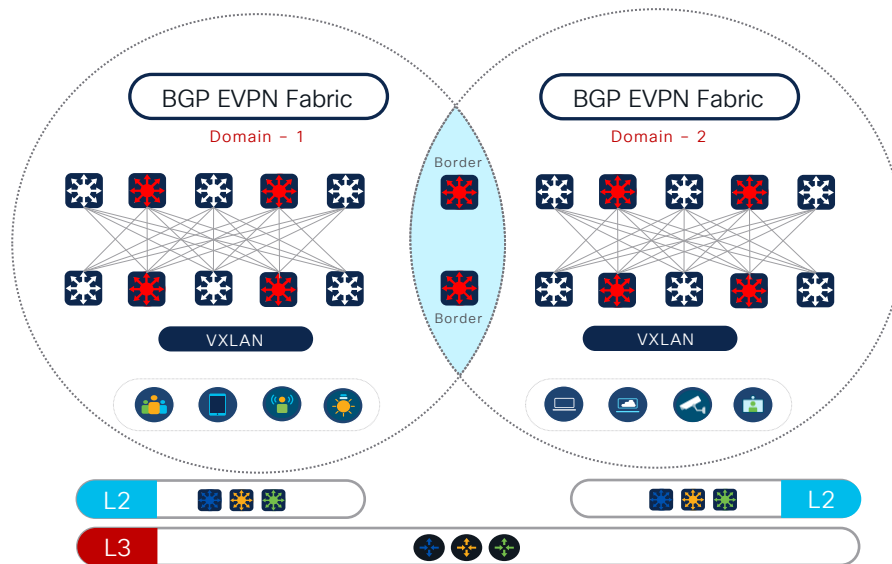 BGP EVPN Fabric
Domain – 1
BGP EVPN Fabric
Domain – 2
Border
Border
VXLAN
VXLAN
L2
L2
L3